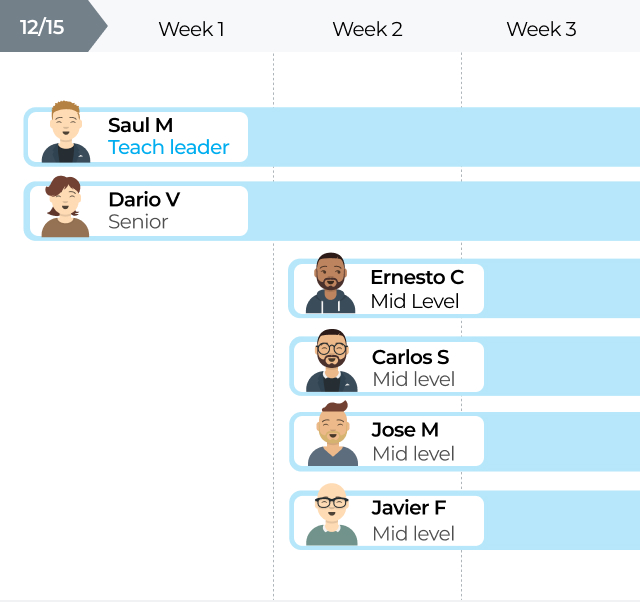 12/15
Week 1
Week 2
Week 3
Saul M
Teach leader
Dario V
Senior
Ernesto C
Mid Level
Carlos S
Mid level
Jose M
Mid level
Javier F
Mid level